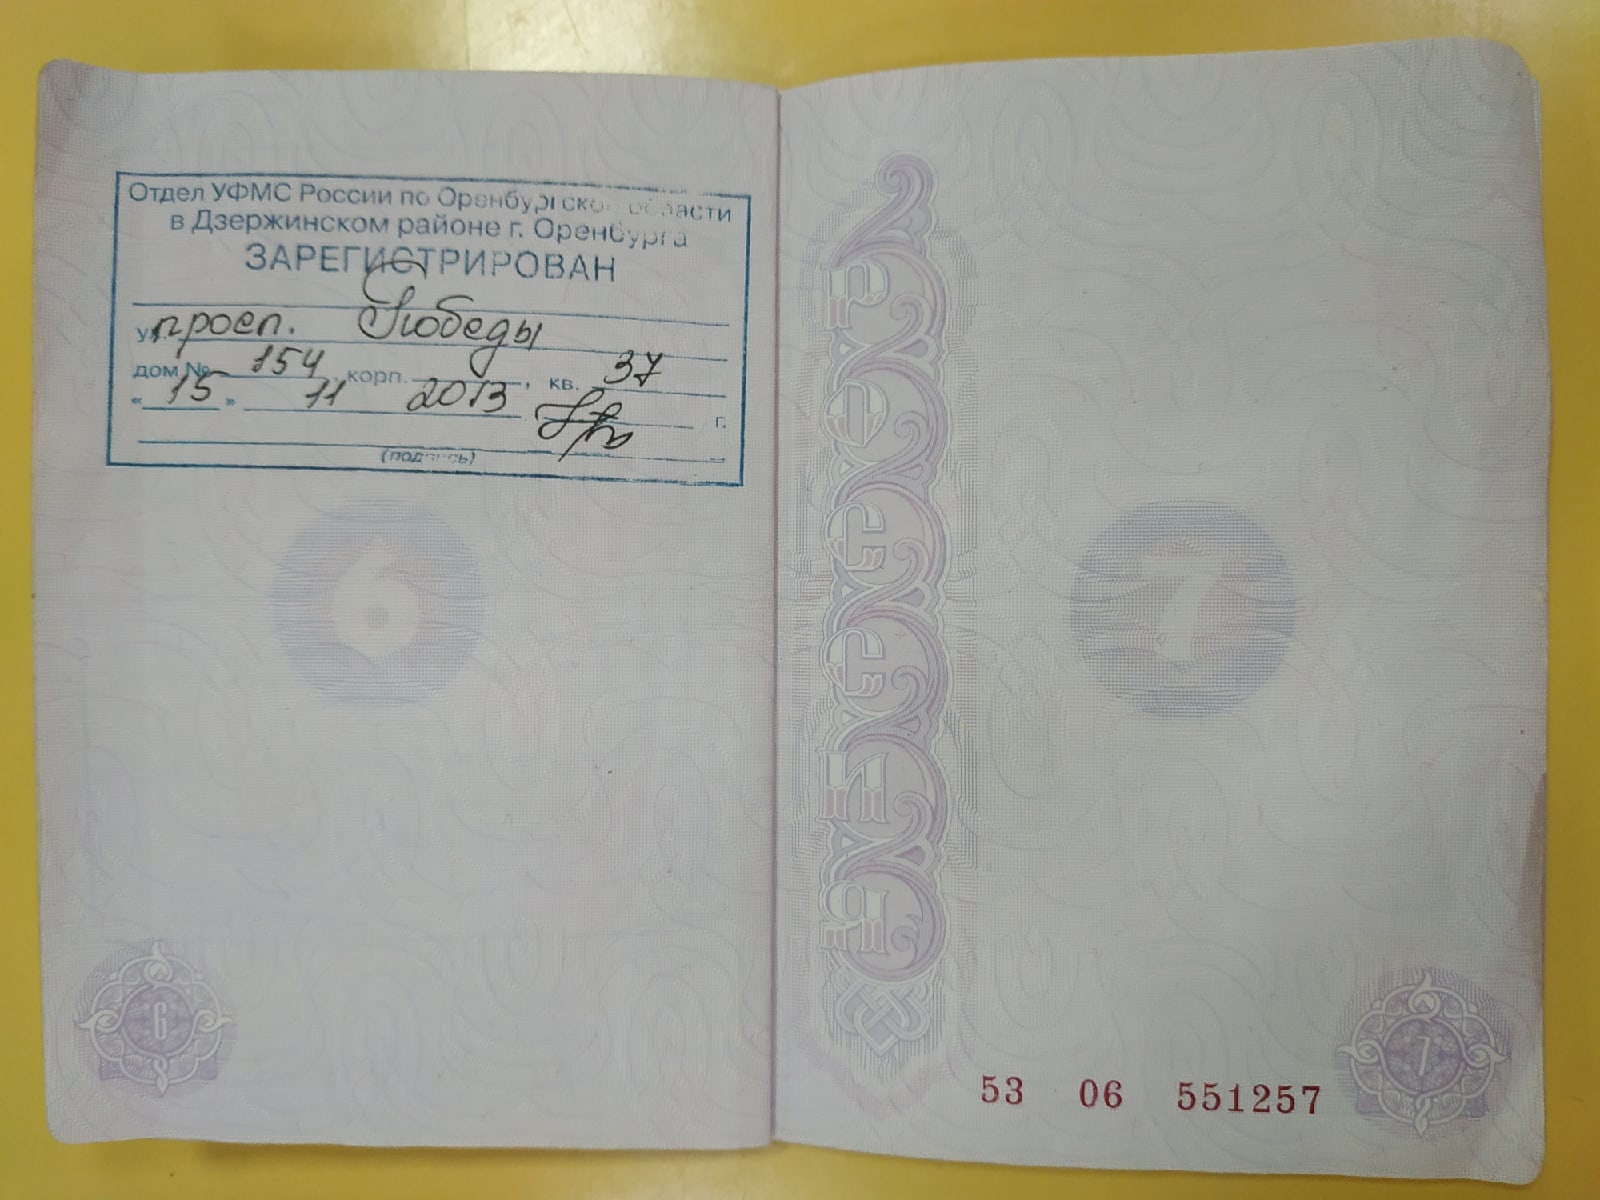 Отдел УФМС России по Оренбургской области
в Дзержинском районе г. Оренбурга
ЗАРЕГИСТРИРОВАН
ул. просп. Победы
дом № 154, корп. , кв. 37
« 15 » 11 2013 г.
(подпись)
6
6
РОССИЯ
7
53 06 551257
7